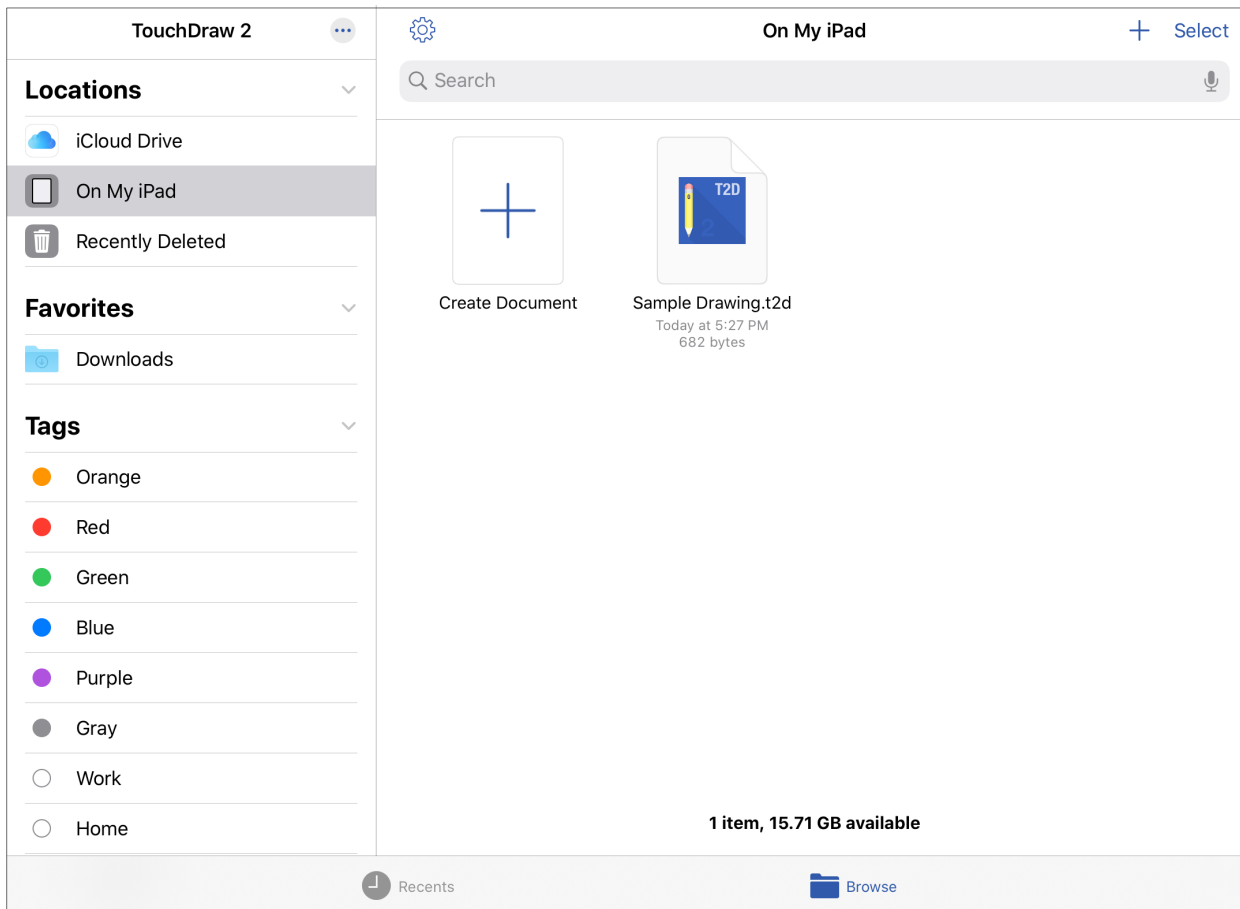 TouchDraw 2
Locations
iCloud Drive
On My iPad
Recently Deleted
Favorites
Downloads
Tags
Orange
Red
Green
Blue
Purple
Gray
Work
Home
On My iPad
Select
Search
T2D
2
Create Document
Sample Drawing.t2d
Today at 5:27 PM
682 bytes
1 item, 15.71 GB available
Recents
Browse